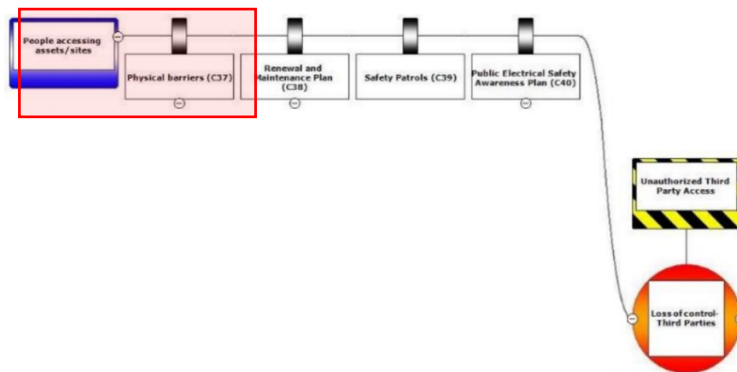 People accessing
assets/sites
Physical barriers (C37)
Renewal and
Maintenance Plan
(C38)
Safety Patrols (C39)
Public Electrical Safety
Awareness Plan (C40)
Unauthorized Third
Party Access
Loss of control-
Third Parties